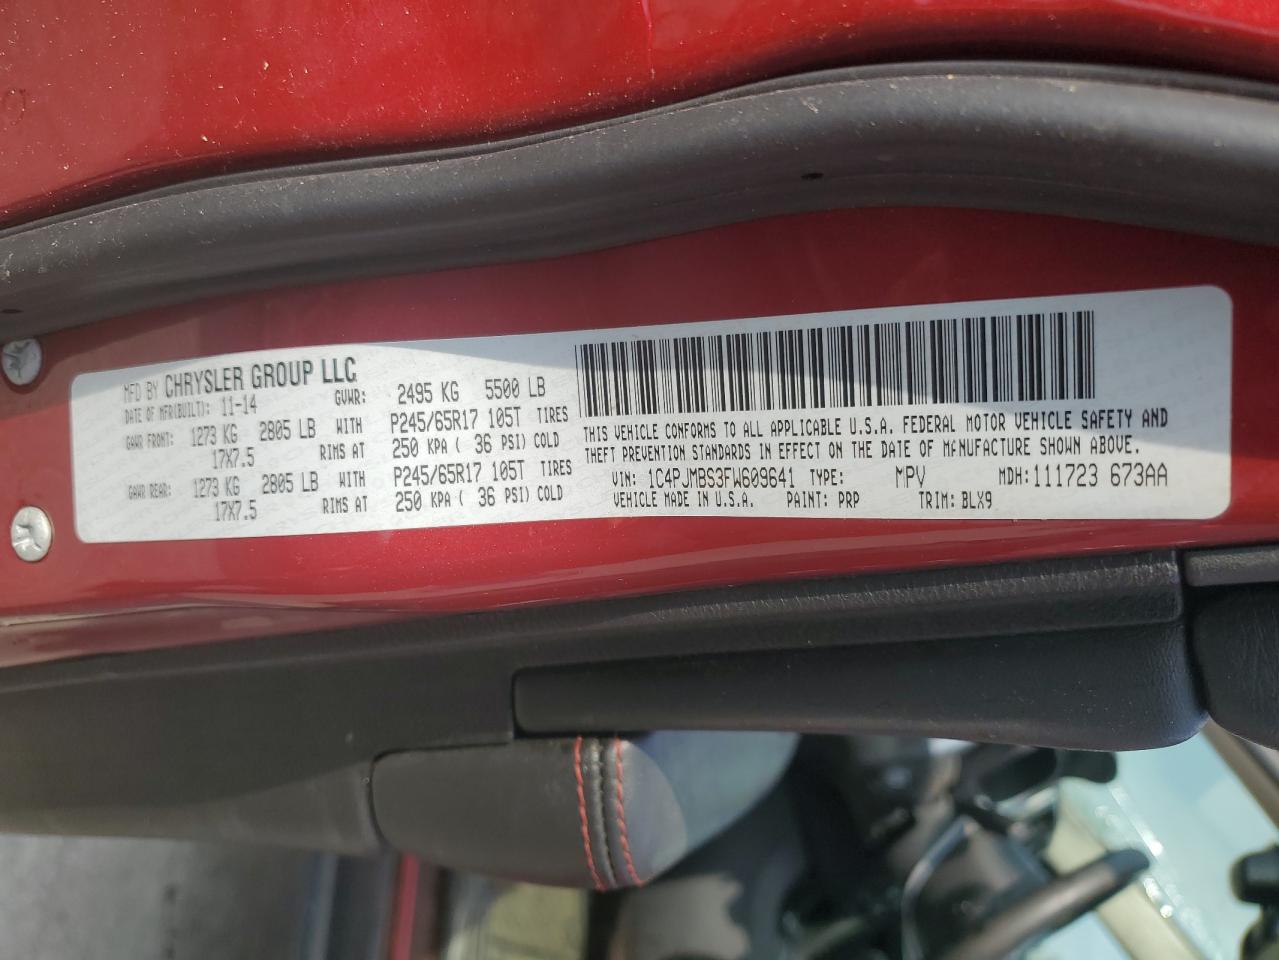 MFD BY CHRYSLER GROUP LLC
DATE OF MFR(BUILT): 11-14 GVWR: 2495 KG 5500 LB
GAWR FRONT: 1273 KG 2805 LB WITH P245/65R17 105T TIRES
17X7.5 RIMS AT 250 KPA ( 36 PSI) COLD
GAWR REAR: 1273 KG 2805 LB WITH P245/65R17 105T TIRES
17X7.5 RIMS AT 250 KPA ( 36 PSI) COLD
THIS VEHICLE CONFORMS TO ALL APPLICABLE U.S.A. FEDERAL MOTOR VEHICLE SAFETY AND
THEFT PREVENTION STANDARDS IN EFFECT ON THE DATE OF MANUFACTURE SHOWN ABOVE.
VIN: 1C4PJMBS3FW609641 TYPE: MPV MDH: 111723 673AA
VEHICLE MADE IN U.S.A. PAINT: PRP TRIM: BLX9